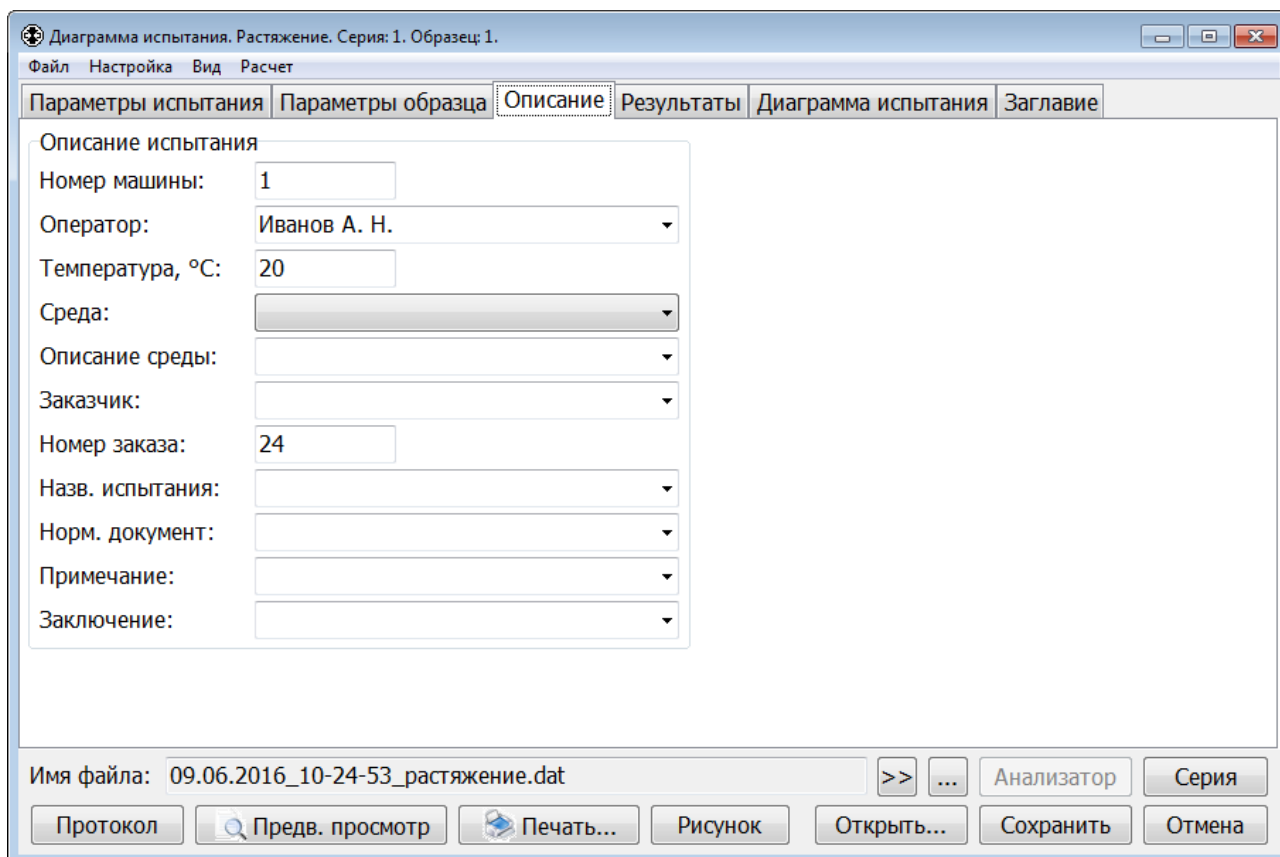 Диаграмма испытания. Растяжение. Серия: 1. Образец: 1.
Файл Настройка Вид Расчет
Параметры испытания Параметры образца Описание Результаты Диаграмма испытания Заглавие
Описание испытания
Номер машины: 1
Оператор: Иванов А. Н.
Температура, °С: 20
Среда:
Описание среды:
Заказчик:
Номер заказа: 24
Назв. испытания:
Норм. документ:
Примечание:
Заключение:
Имя файла: 09.06.2016_10-24-53_растяжение.dat >> ... Анализатор Серия
Протокол Предв. просмотр Печать... Рисунок Открыть... Сохранить Отмена